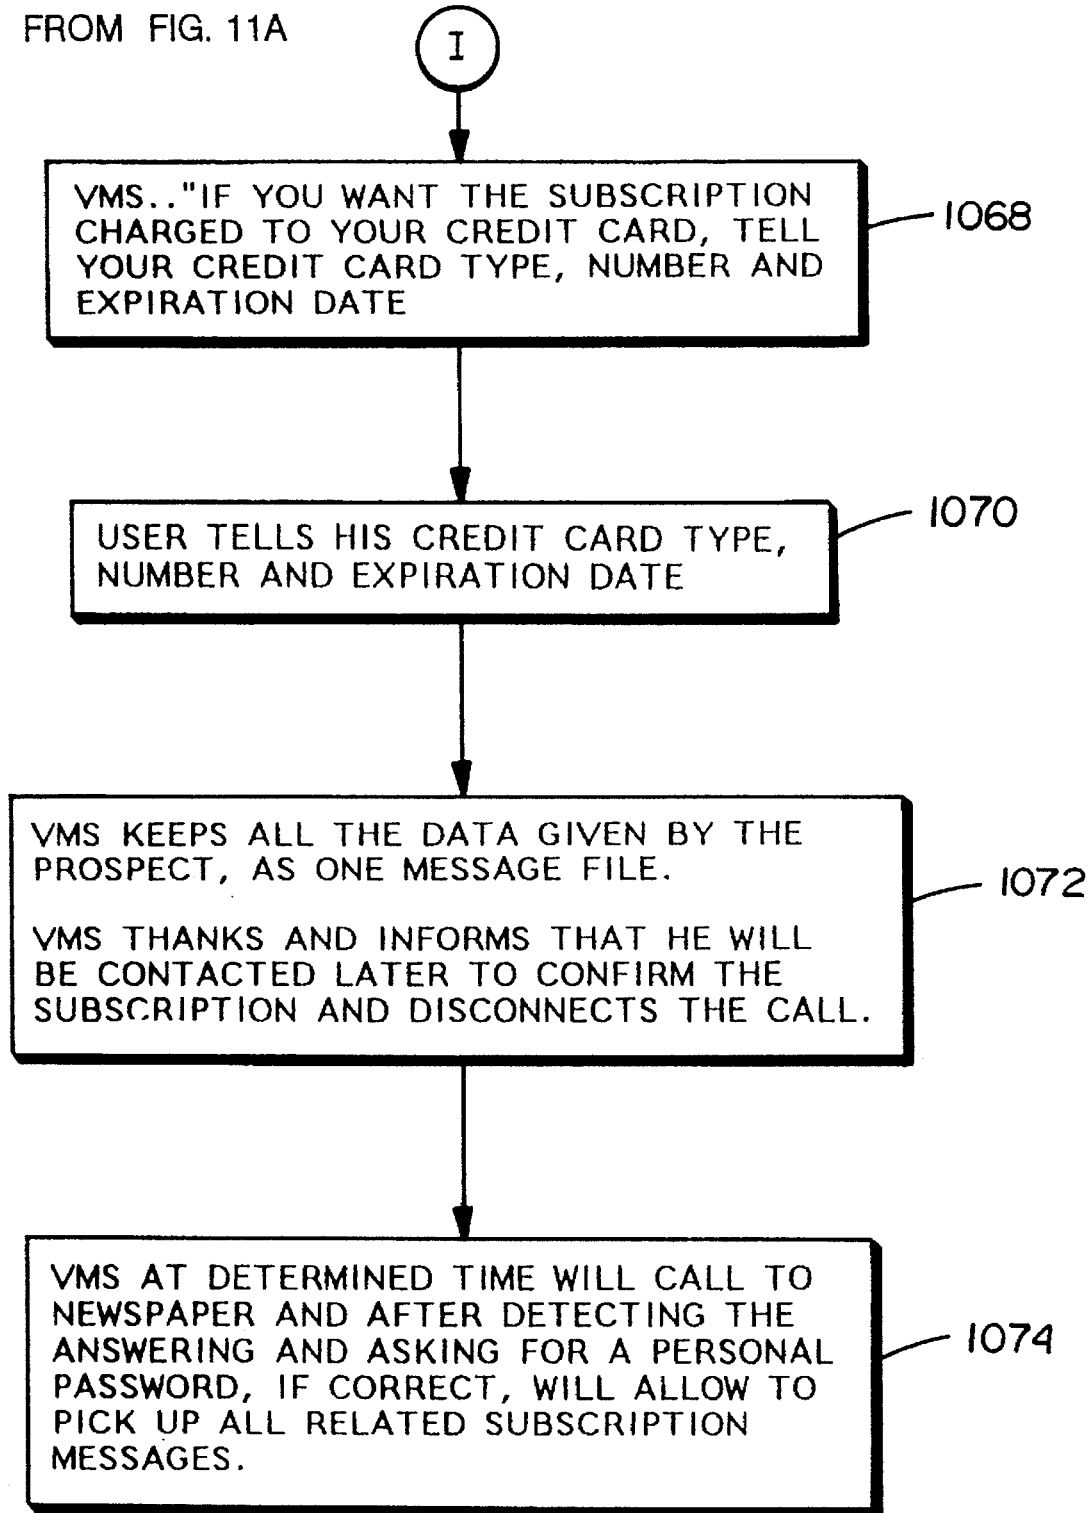 FROM FIG. 11A
I
VMS.."IF YOU WANT THE SUBSCRIPTION
CHARGED TO YOUR CREDIT CARD, TELL
YOUR CREDIT CARD TYPE, NUMBER AND
EXPIRATION DATE
1068
USER TELLS HIS CREDIT CARD TYPE,
NUMBER AND EXPIRATION DATE
1070
VMS KEEPS ALL THE DATA GIVEN BY THE
PROSPECT, AS ONE MESSAGE FILE.
VMS THANKS AND INFORMS THAT HE WILL
BE CONTACTED LATER TO CONFIRM THE
SUBSCRIPTION AND DISCONNECTS THE CALL.
1072
VMS AT DETERMINED TIME WILL CALL TO
NEWSPAPER AND AFTER DETECTING THE
ANSWERING AND ASKING FOR A PERSONAL
PASSWORD, IF CORRECT, WILL ALLOW TO
PICK UP ALL RELATED SUBSCRIPTION
MESSAGES.
1074